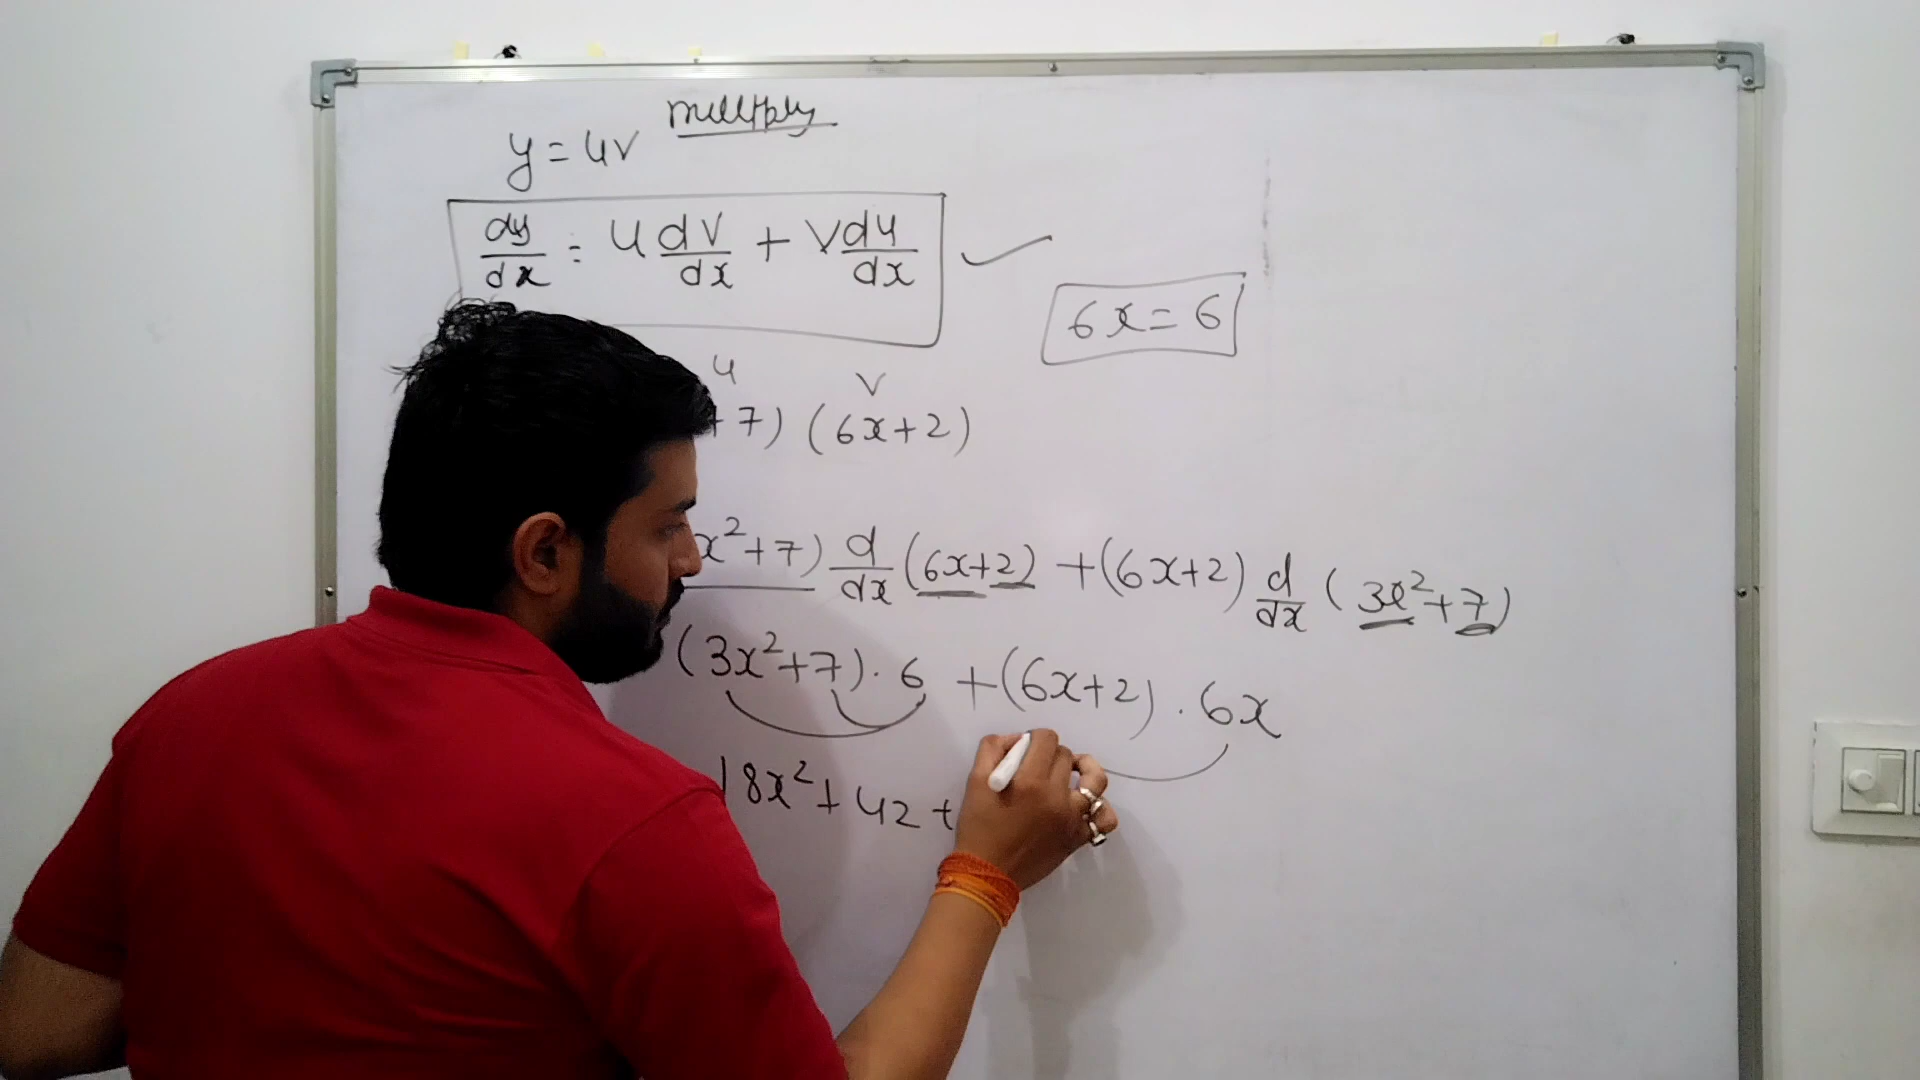 multiply
y = uv
dy/dx = u dv/dx + v du/dx
6x = 6
u v
+7) (6x+2)
x²+7) d/dx (6x+2) + (6x+2) d/dx (3x²+7)
(3x²+7) · 6 + (6x+2) · 6x
18x² + 42 +